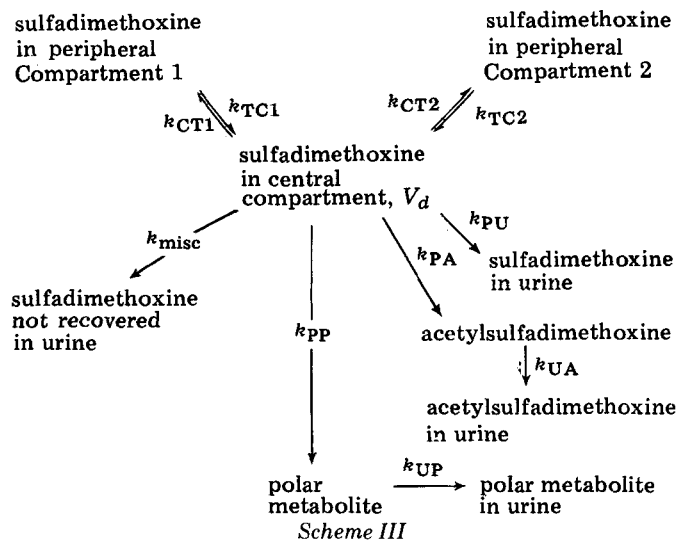 sulfadimethoxine
in peripheral
Compartment 1
sulfadimethoxine
in peripheral
Compartment 2
kCT1
kTC1
kCT2
kTC2
sulfadimethoxine
in central
compartment, Vd
kmisc
kPU
kPA
sulfadimethoxine
in urine
sulfadimethoxine
not recovered
in urine
kPP
acetylsulfadimethoxine
kUA
acetylsulfadimethoxine
in urine
polar
metabolite
kUP
polar metabolite
in urine
Scheme III